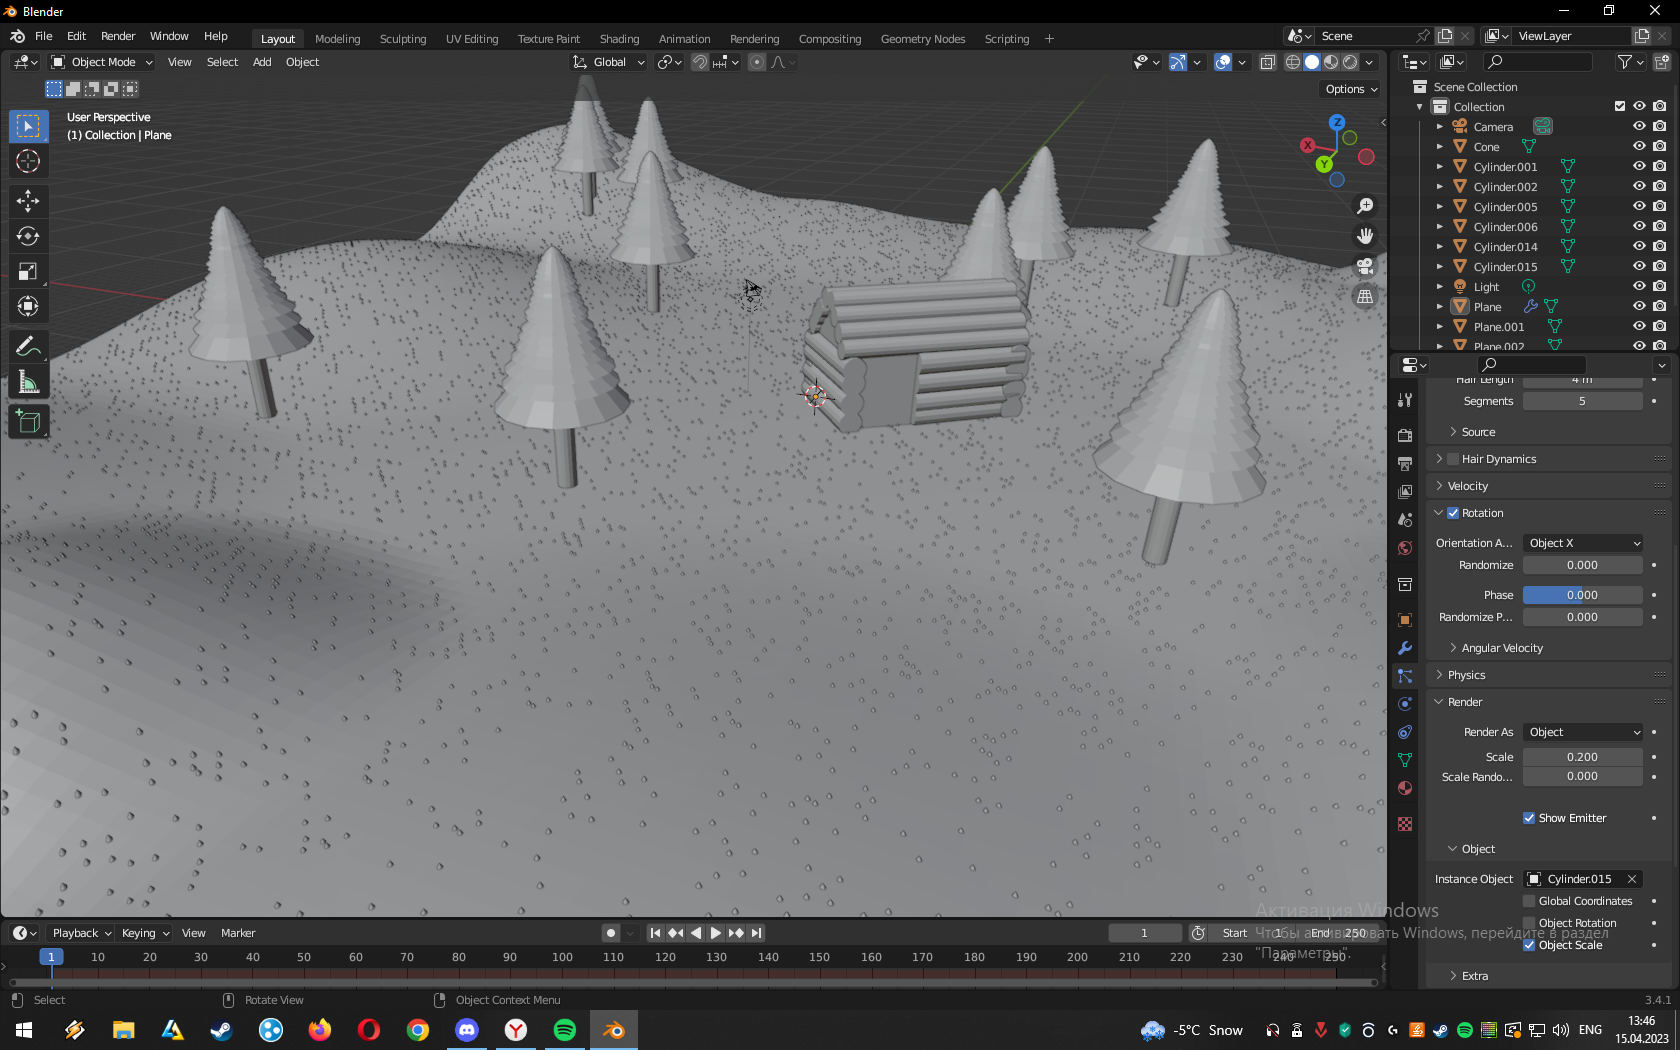 Blender
File Edit Render Window Help
Layout Modeling Sculpting UV Editing Texture Paint Shading Animation Rendering Compositing Geometry Nodes Scripting +
Scene
ViewLayer
Object Mode View Select Add Object
Global
Options
User Perspective
(1) Collection | Plane
Z
X
Y
Scene Collection
Collection
Camera
Cone
Cylinder.001
Cylinder.002
Cylinder.005
Cylinder.006
Cylinder.014
Cylinder.015
Light
Plane
Plane.001
Plane.002
Hair Length 4 m
Segments 5
Source
Hair Dynamics
Velocity
Rotation
Orientation A... Object X
Randomize 0.000
Phase 0.000
Randomize P... 0.000
Angular Velocity
Physics
Render
Render As Object
Scale 0.200
Scale Rando... 0.000
Show Emitter
Object
Instance Object Cylinder.015
Global Coordinates
Object Rotation
Object Scale
Extra
Активация Windows
Чтобы активировать Windows, перейдите в раздел
"Параметры".
Playback Keying View Marker
1 Start 1 End 250
1 10 20 30 40 50 60 70 80 90 100 110 120 130 140 150 160 170 180 190 200 210 220 230 240 250
Select Rotate View Object Context Menu
3.4.1
-5°C Snow
ENG
13:46
15.04.2023